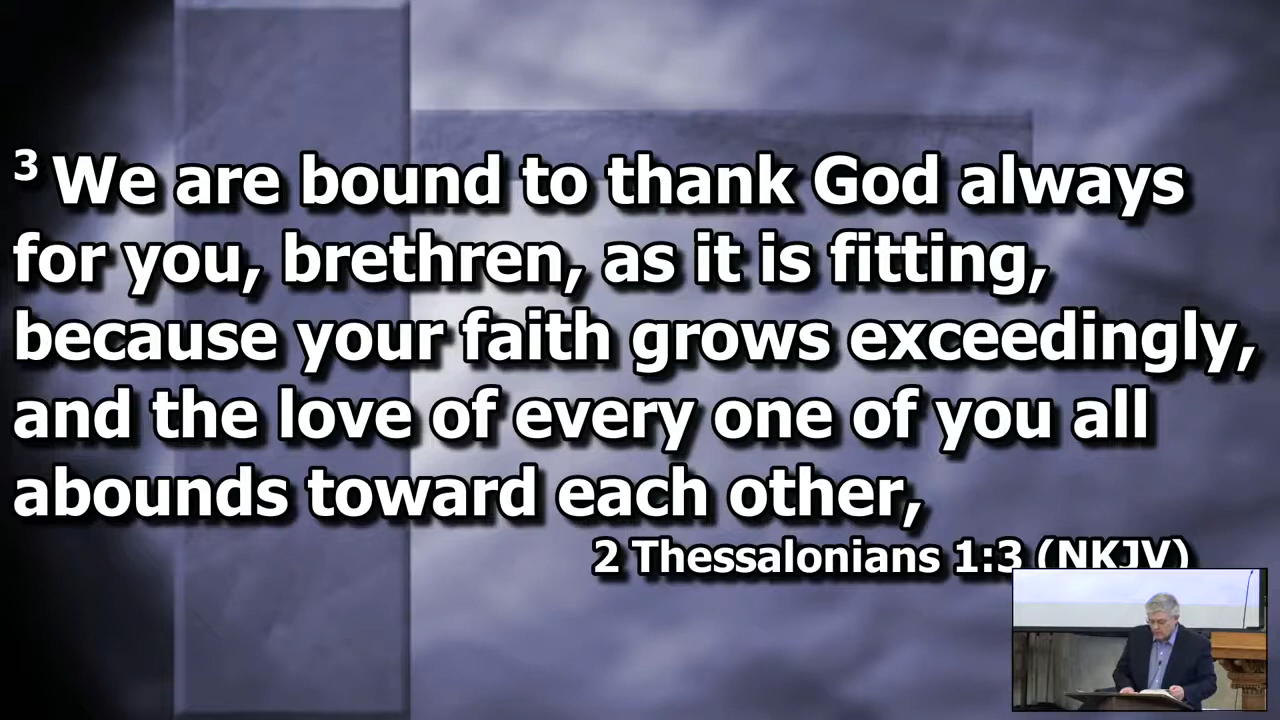 3 We are bound to thank God always
for you, brethren, as it is fitting,
because your faith grows exceedingly,
and the love of every one of you all
abounds toward each other,
2 Thessalonians 1:3 (NKJV)